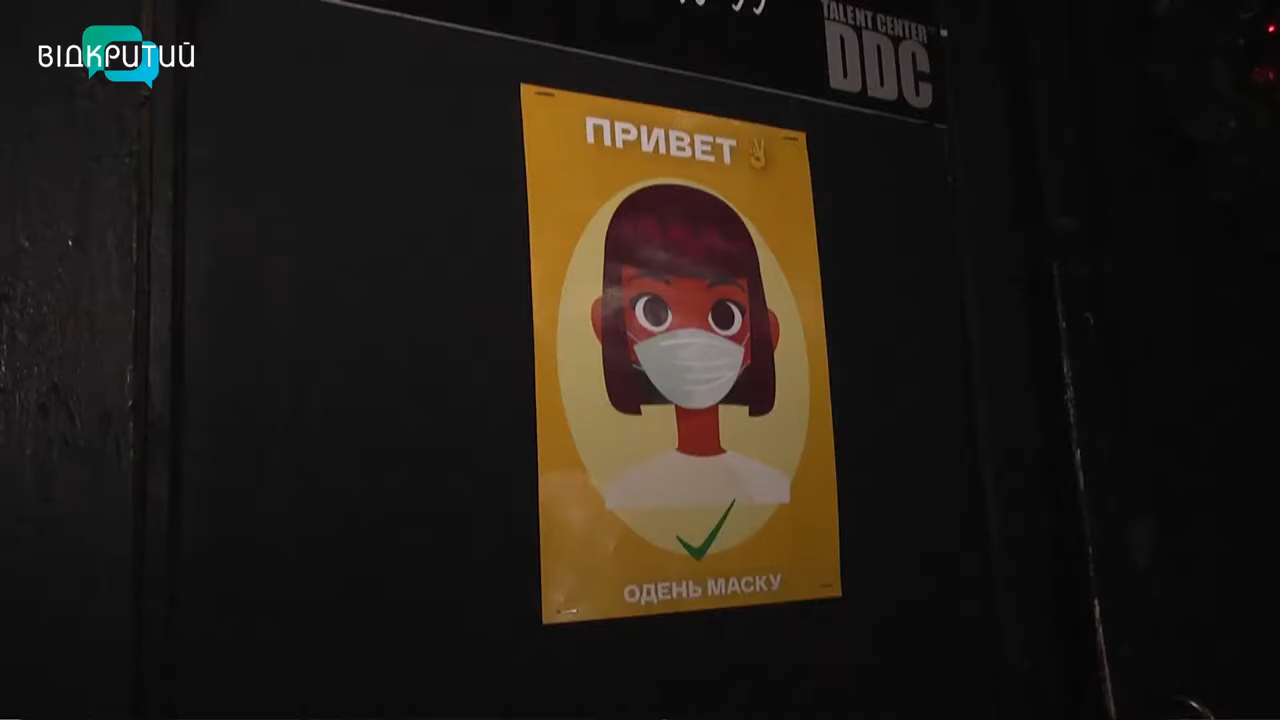 ВІДКРИТИЙ
TALENT CENTER
DDC
ПРИВЕТ ✌
ОДЕНЬ МАСКУ